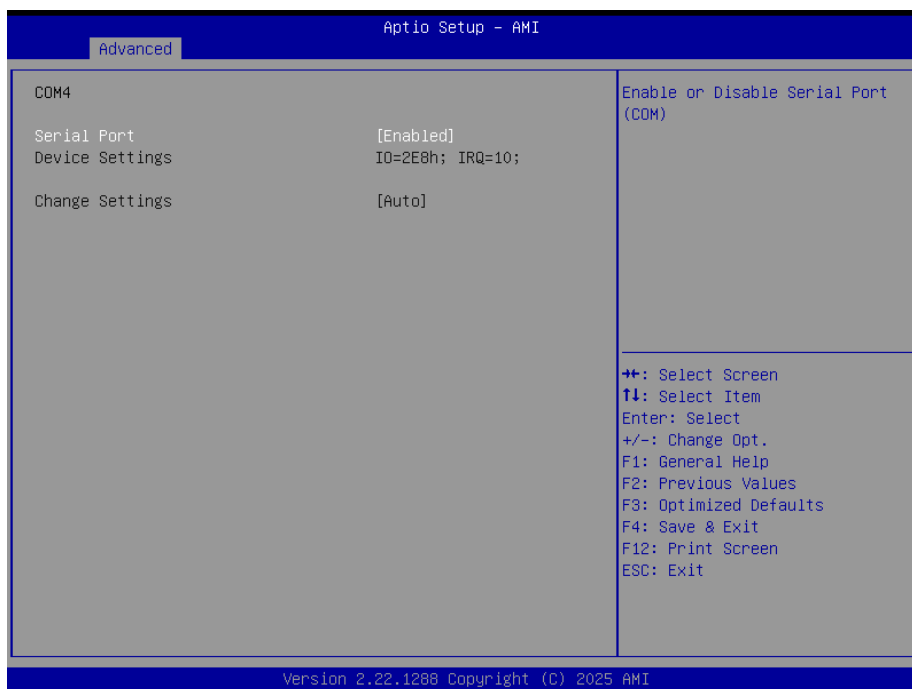 Aptio Setup – AMI
Advanced
COM4
Serial Port [Enabled]
Device Settings IO=2E8h; IRQ=10;
Change Settings [Auto]
Enable or Disable Serial Port
(COM)
→←: Select Screen
↑↓: Select Item
Enter: Select
+/-: Change Opt.
F1: General Help
F2: Previous Values
F3: Optimized Defaults
F4: Save & Exit
F12: Print Screen
ESC: Exit
Version 2.22.1288 Copyright (C) 2025 AMI